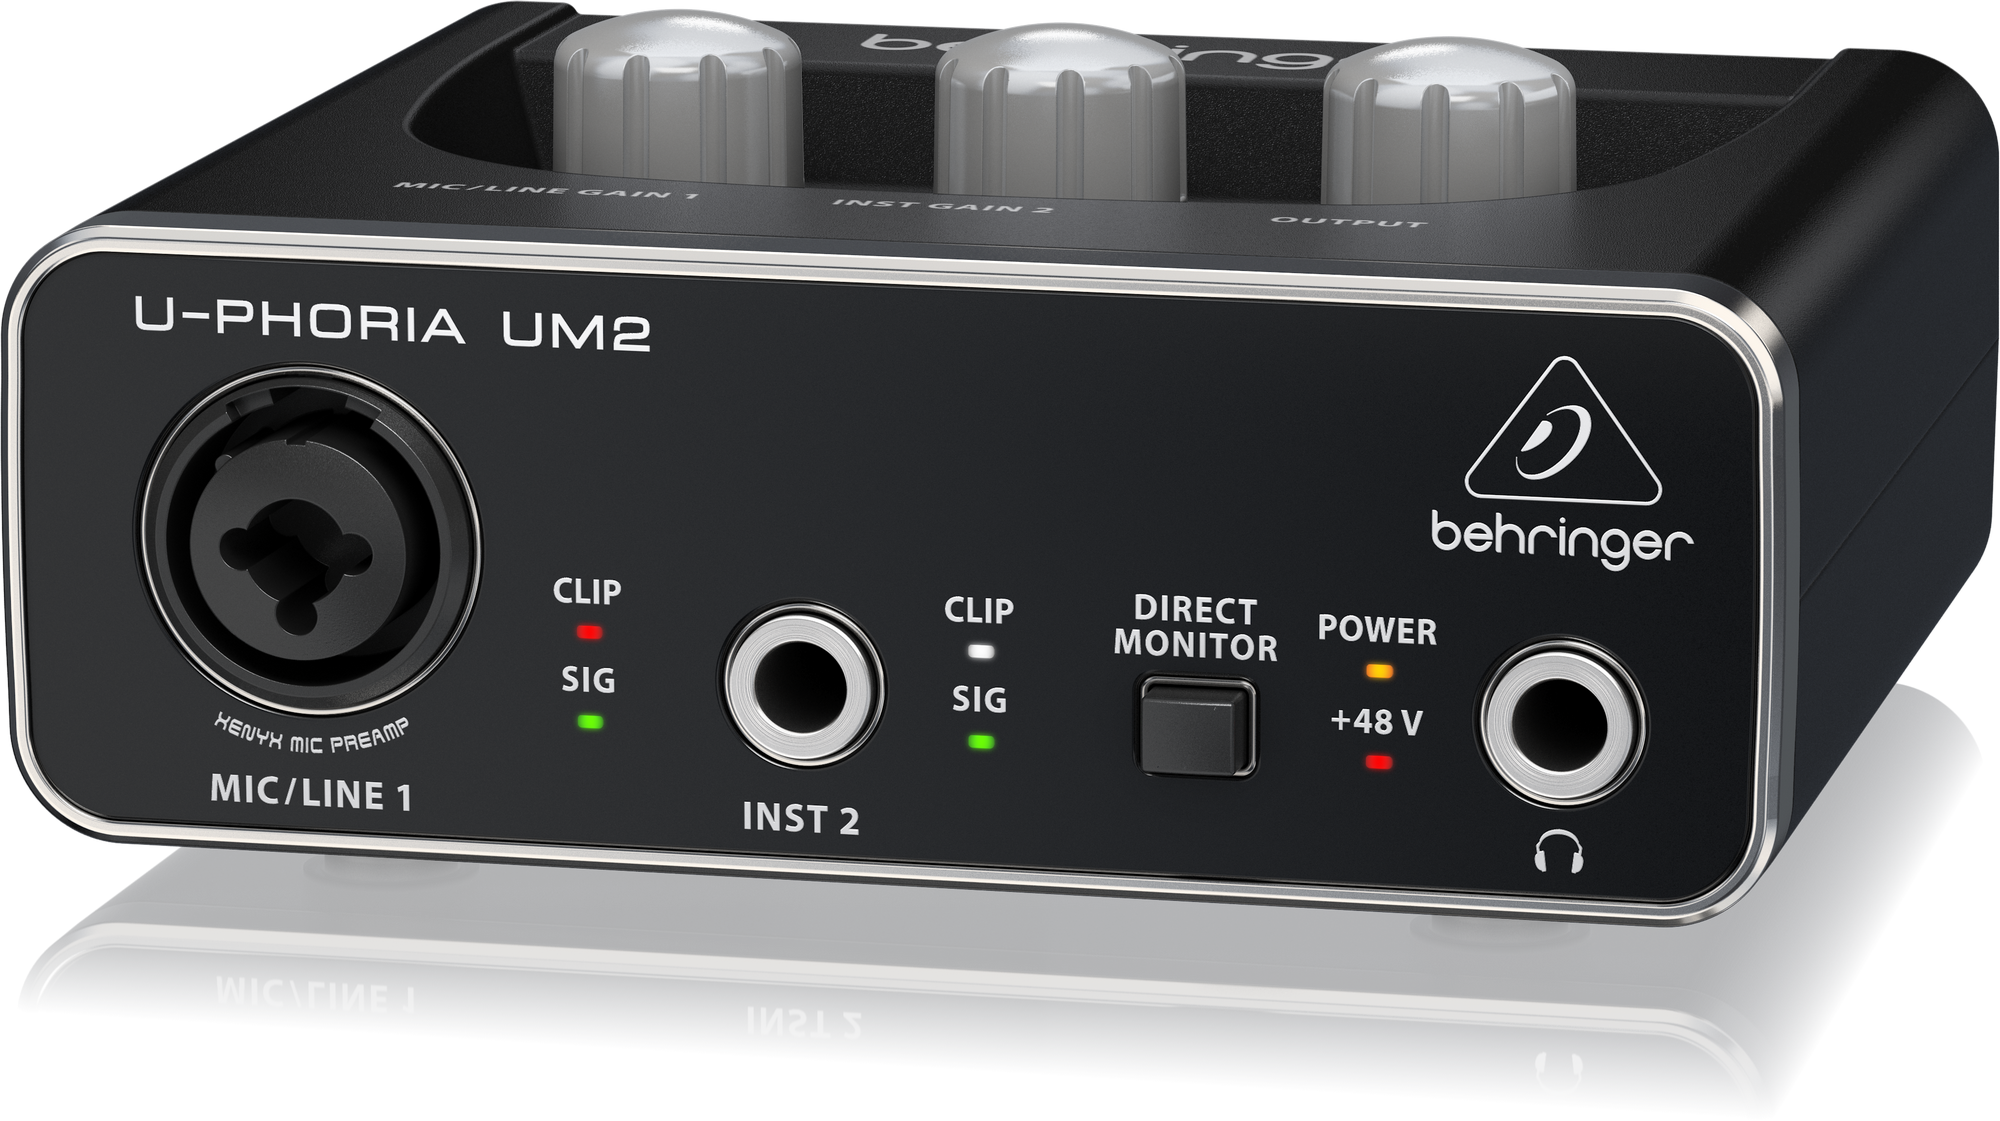 behringer
MIC/LINE GAIN 1
INST GAIN 2
OUTPUT
U-PHORIA UM2
behringer
CLIP
SIG
XENYX MIC PREAMP
MIC/LINE 1
INST 2
CLIP
SIG
DIRECT
MONITOR
POWER
+48 V